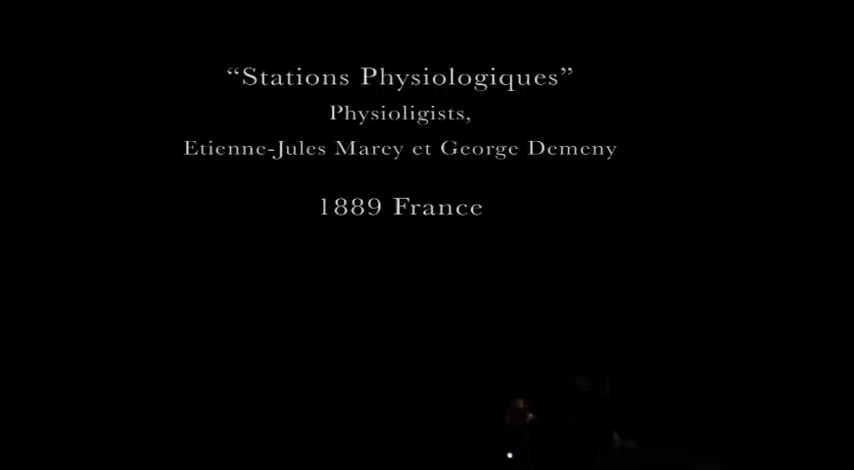 “Stations Physiologiques”
Physioligists,
Etienne-Jules Marey et George Demeny
1889 France